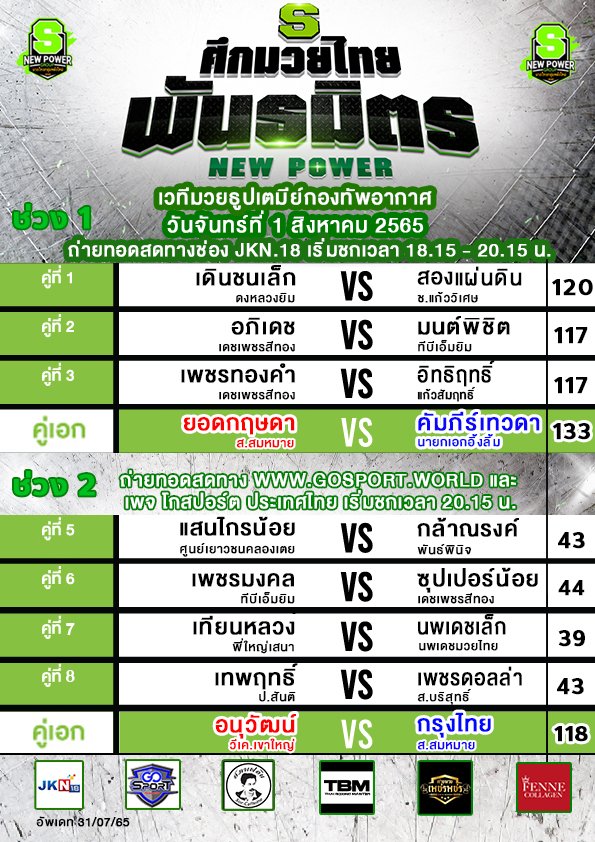 S
NEW POWER
GROUP
S
NEW POWER
GROUP
S
ศึกมวยไทย
พันธมิตร
NEW POWER
เวทีมวยธูปเตมีย์กองทัพอากาศ
ช่วง 1
วันจันทร์ที่ 1 สิงหาคม 2565
ถ่ายทอดสดทางช่อง JKN.18 เริ่มชกเวลา 18.15 - 20.15 น.
คู่ที่ 1 เดินชนเล็ก VS สองแผ่นดิน 120
ดงหลวงยิม ช.แก้ววิเศษ
คู่ที่ 2 อภิเดช VS มนต์พิชิต 117
เดชเพชรสีทอง ทีบีเอ็มยิม
คู่ที่ 3 เพชรทองคำ VS อิทธิฤทธิ์ 117
เดชเพชรสีทอง แก้วสัมฤทธิ์
คู่เอก ยอดกฤษดา VS คัมภีร์เทวดา 133
ส.สมหมาย นายกเอกอึ้งลิ้ม
ช่วง 2 ถ่ายทอดสดทาง WWW.GOSPORT.WORLD และ
เพจ โกสปอร์ต ประเทศไทย เริ่มชกเวลา 20.15 น.
คู่ที่ 5 แสนไกรน้อย VS กล้าณรงค์ 43
ศูนย์เยาวชนคลองเตย พันธ์พินิจ
คู่ที่ 6 เพชรมงคล VS ซุปเปอร์น้อย 44
ทีบีเอ็มยิม เดชเพชรสีทอง
คู่ที่ 7 เทียนหลวง VS นพเดชเล็ก 39
พี่ใหญ่เสนา นพเดชมวยไทย
คู่ที่ 8 เทพฤทธิ์ VS เพชรดอลล่า 43
ป.สันติ ส.บริสุทธิ์
คู่เอก อนุวัฒน์ VS กรุงไทย 118
วีเค.เขาใหญ่ ส.สมหมาย
JKN18
GO SPORT
TBM
THAI BOXING MASTER
FENNE
COLLAGEN
อัพเดท 31/07/65